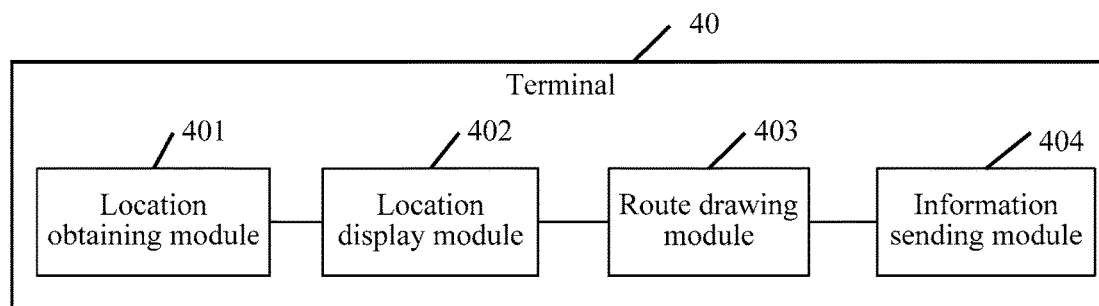 40
Terminal
401
402
403
404
Location
obtaining module
Location
display module
Route drawing
module
Information
sending module